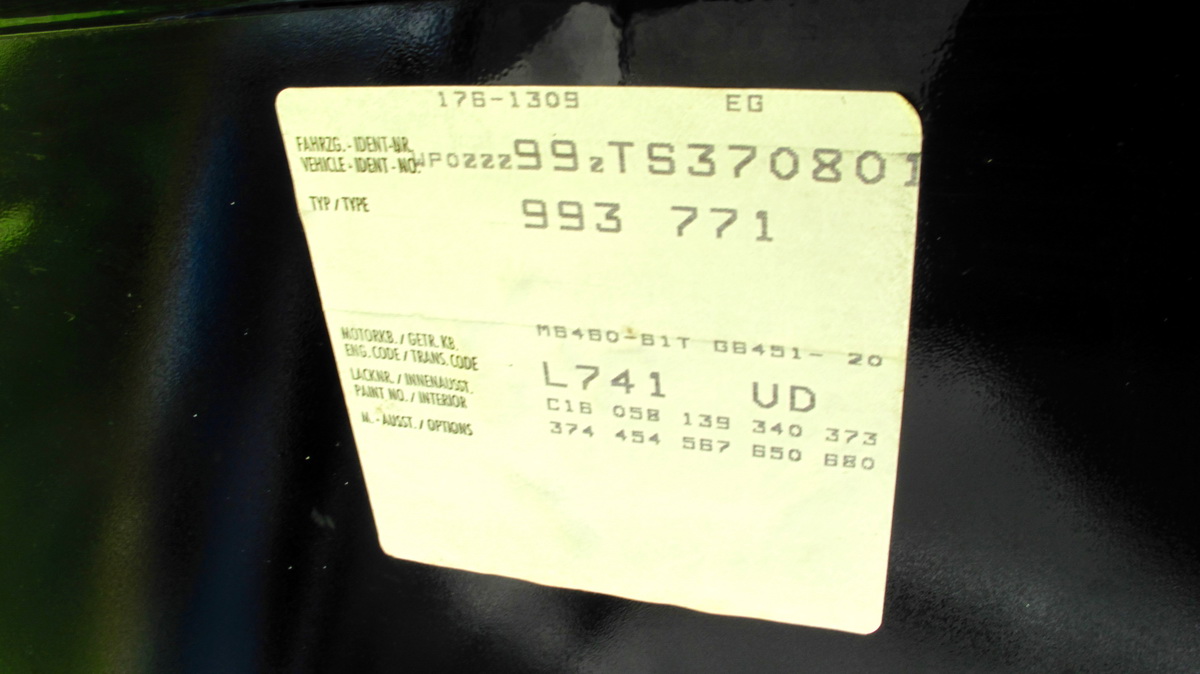 176-1309 EG
FAHRZG.-IDENT-NR.
VEHICLE-IDENT-NO. WP0ZZZ99ZTS370801
TYP / TYPE 993 771
MOTORKB. / GETR. KB.
ENG. CODE / TRANS. CODE M6460-61T G6451- 20
LACKNR. / INNENAUSST.
PAINT NO. / INTERIOR L741 UD
M.-AUSST. / OPTIONS C16 058 139 340 373
374 454 567 650 680